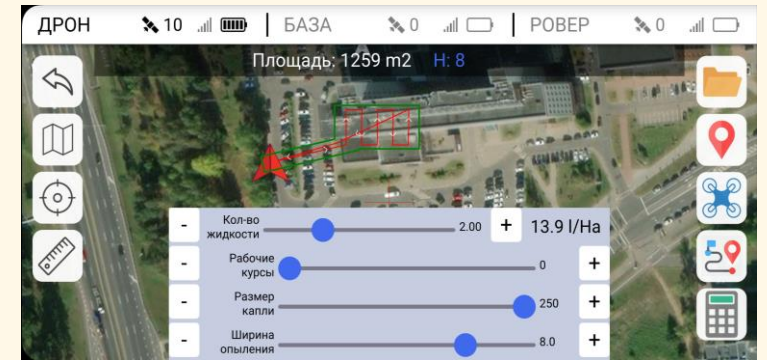 ДРОН 10 БАЗА 0 РОВЕР 0
Площадь: 1259 m2 H: 8
- Кол-во жидкости 2.00 + 13.9 l/Ha
- Рабочие курсы 0 +
- Размер капли 250 +
- Ширина опыления 8.0 +